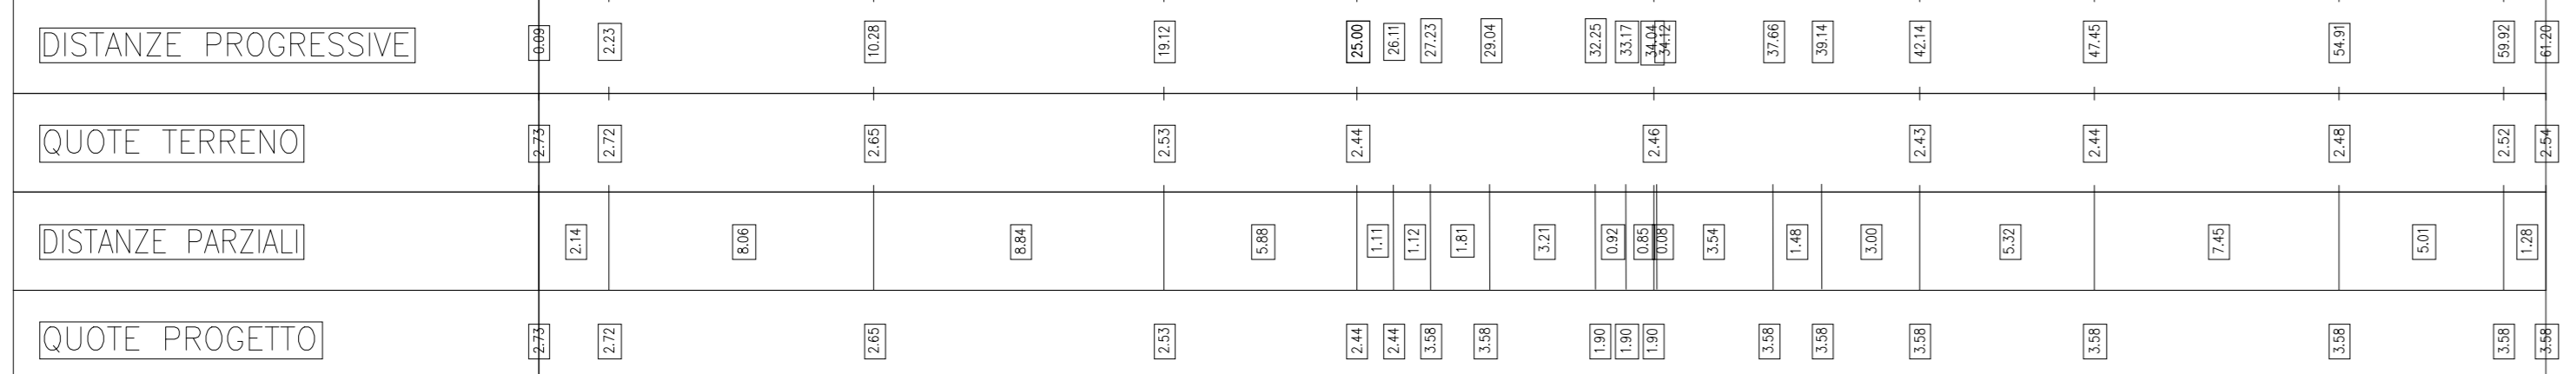 DISTANZE PROGRESSIVE 0.09 2.23 10.28 19.12 25.00 26.11 27.23 29.04 32.25 33.17 34.04 34.12 37.66 39.14 42.14 47.45 54.91 59.92 61.20
QUOTE TERRENO 2.73 2.72 2.65 2.53 2.44 2.46 2.43 2.44 2.48 2.52 2.54
DISTANZE PARZIALI 2.14 8.06 8.84 5.88 1.11 1.12 1.81 3.21 0.92 0.85 0.08 3.54 1.48 3.00 5.32 7.45 5.01 1.28
QUOTE PROGETTO 2.73 2.72 2.65 2.53 2.44 2.44 3.58 3.58 1.90 1.90 1.90 3.58 3.58 3.58 3.58 3.58 3.58 3.58